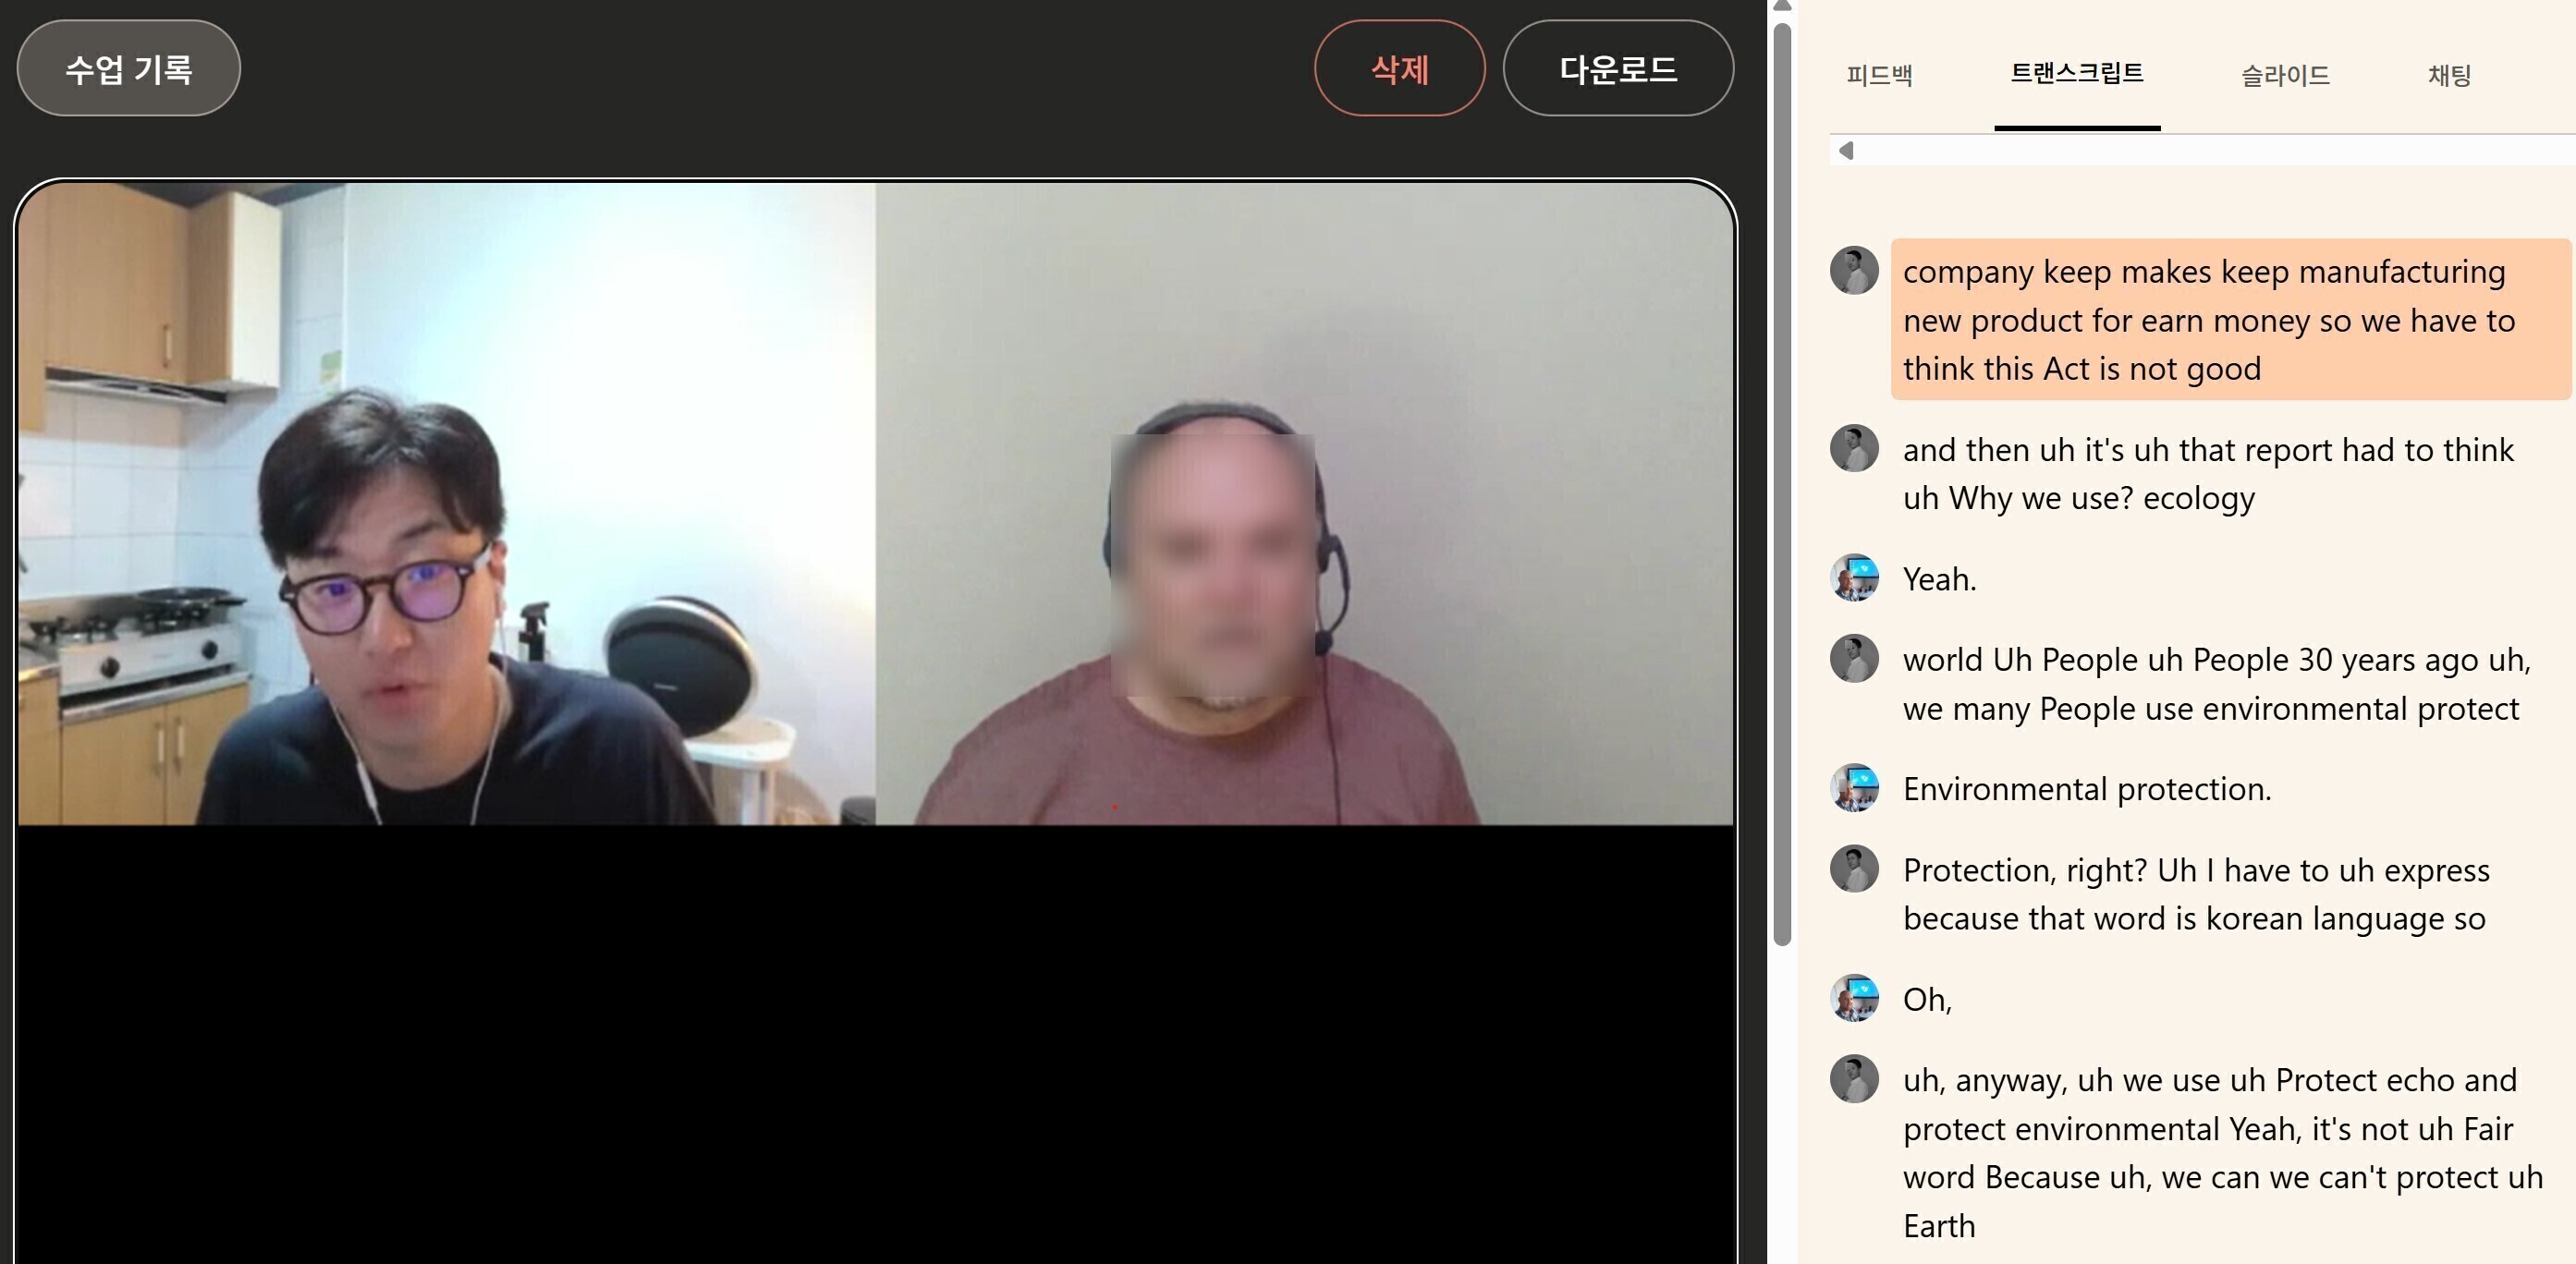 수업 기록
삭제
다운로드
피드백
트랜스크립트
슬라이드
채팅
company keep makes keep manufacturing
new product for earn money so we have to
think this Act is not good
and then uh it's uh that report had to think
uh Why we use? ecology
Yeah.
world Uh People uh People 30 years ago uh,
we many People use environmental protect
Environmental protection.
Protection, right? Uh I have to uh express
because that word is korean language so
Oh,
uh, anyway, uh we use uh Protect echo and
protect environmental Yeah, it's not uh Fair
word Because uh, we can we can't protect uh
Earth